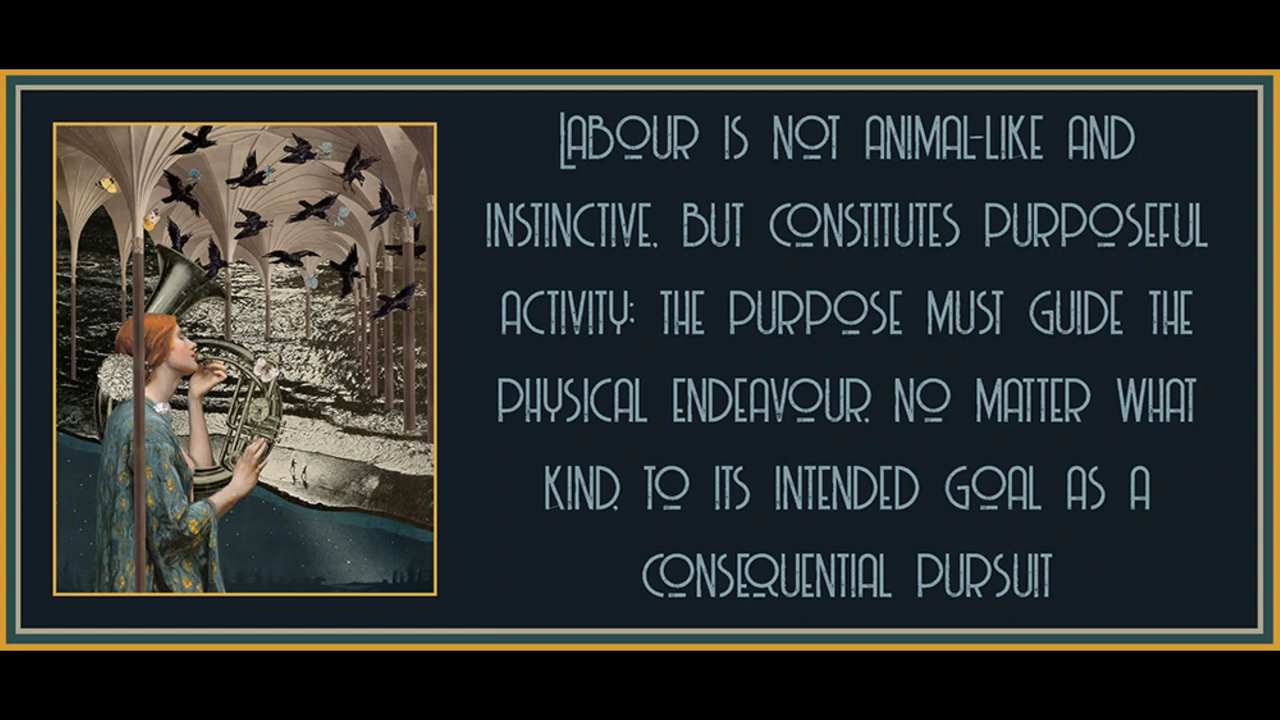 Labour is not animal-like and
instinctive, but constitutes purposeful
activity: the purpose must guide the
physical endeavour, no matter what
kind, to its intended goal as a
consequential pursuit